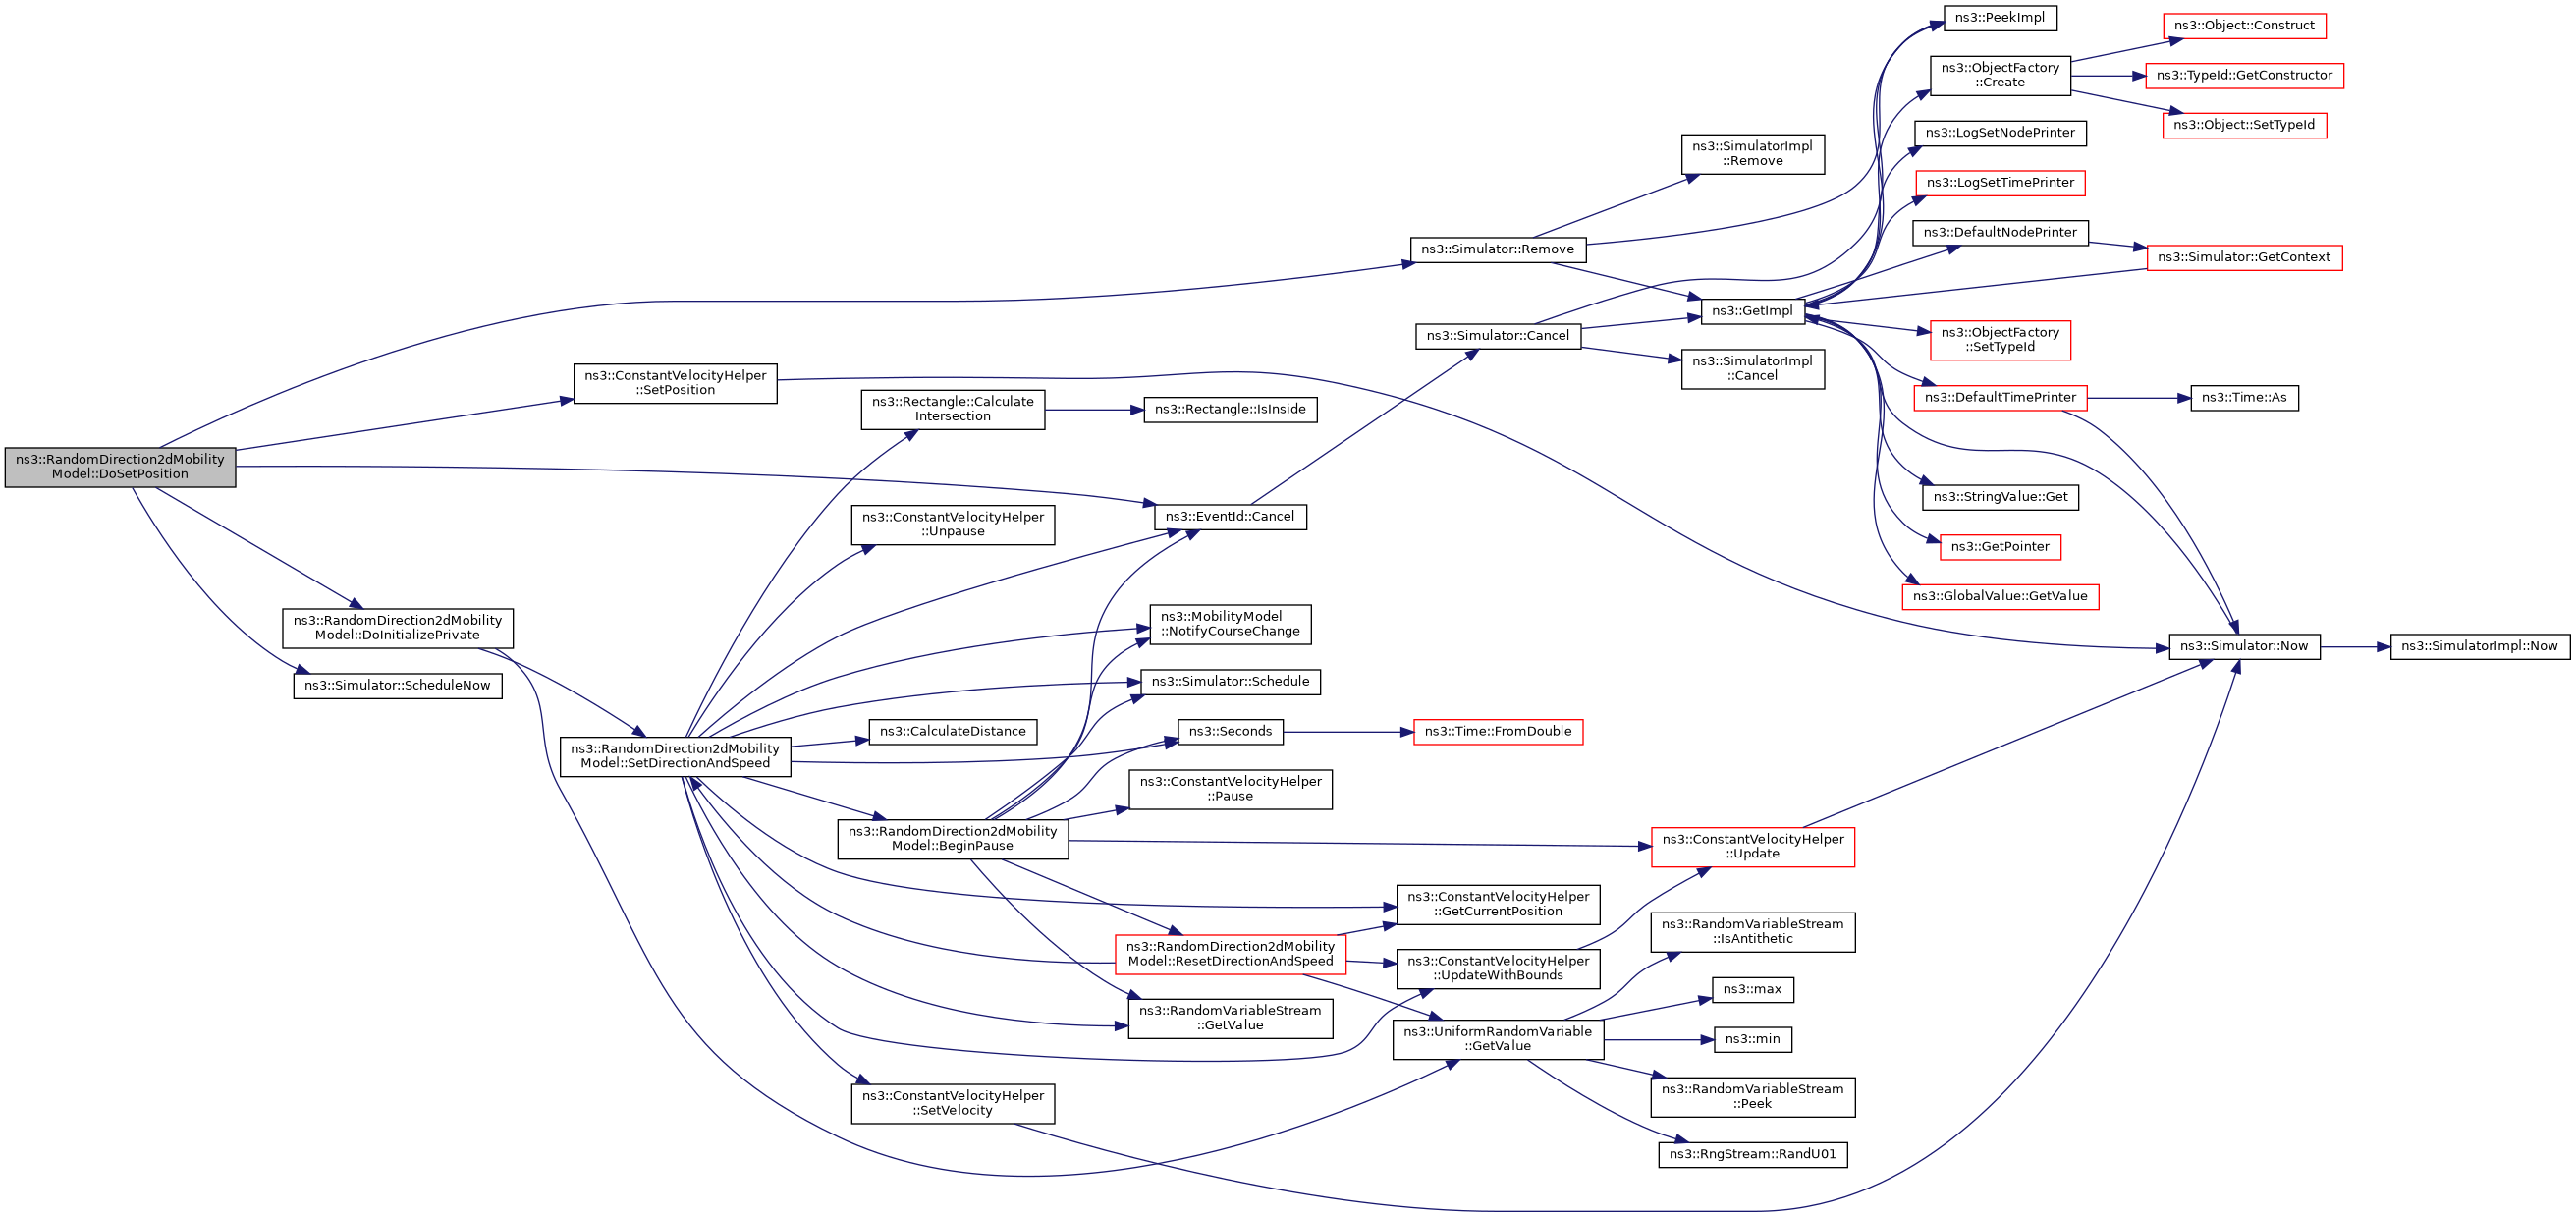 ns3::RandomDirection2dMobility
Model::DoSetPosition
ns3::RandomDirection2dMobility
Model::DoInitializePrivate
ns3::Simulator::ScheduleNow
ns3::ConstantVelocityHelper
::SetPosition
ns3::RandomDirection2dMobility
Model::SetDirectionAndSpeed
ns3::Rectangle::Calculate
Intersection
ns3::ConstantVelocityHelper
::Unpause
ns3::CalculateDistance
ns3::RandomDirection2dMobility
Model::BeginPause
ns3::ConstantVelocityHelper
::SetVelocity
ns3::Rectangle::IsInside
ns3::EventId::Cancel
ns3::MobilityModel
::NotifyCourseChange
ns3::Simulator::Schedule
ns3::Seconds
ns3::ConstantVelocityHelper
::Pause
ns3::RandomDirection2dMobility
Model::ResetDirectionAndSpeed
ns3::RandomVariableStream
::GetValue
ns3::Simulator::Remove
ns3::Simulator::Cancel
ns3::Time::FromDouble
ns3::ConstantVelocityHelper
::GetCurrentPosition
ns3::ConstantVelocityHelper
::UpdateWithBounds
ns3::UniformRandomVariable
::GetValue
ns3::SimulatorImpl
::Remove
ns3::GetImpl
ns3::SimulatorImpl
::Cancel
ns3::ConstantVelocityHelper
::Update
ns3::RandomVariableStream
::IsAntithetic
ns3::max
ns3::min
ns3::RandomVariableStream
::Peek
ns3::RngStream::RandU01
ns3::PeekImpl
ns3::ObjectFactory
::Create
ns3::LogSetNodePrinter
ns3::LogSetTimePrinter
ns3::DefaultNodePrinter
ns3::ObjectFactory
::SetTypeId
ns3::DefaultTimePrinter
ns3::StringValue::Get
ns3::GetPointer
ns3::GlobalValue::GetValue
ns3::Object::Construct
ns3::TypeId::GetConstructor
ns3::Object::SetTypeId
ns3::Simulator::GetContext
ns3::Time::As
ns3::Simulator::Now
ns3::SimulatorImpl::Now